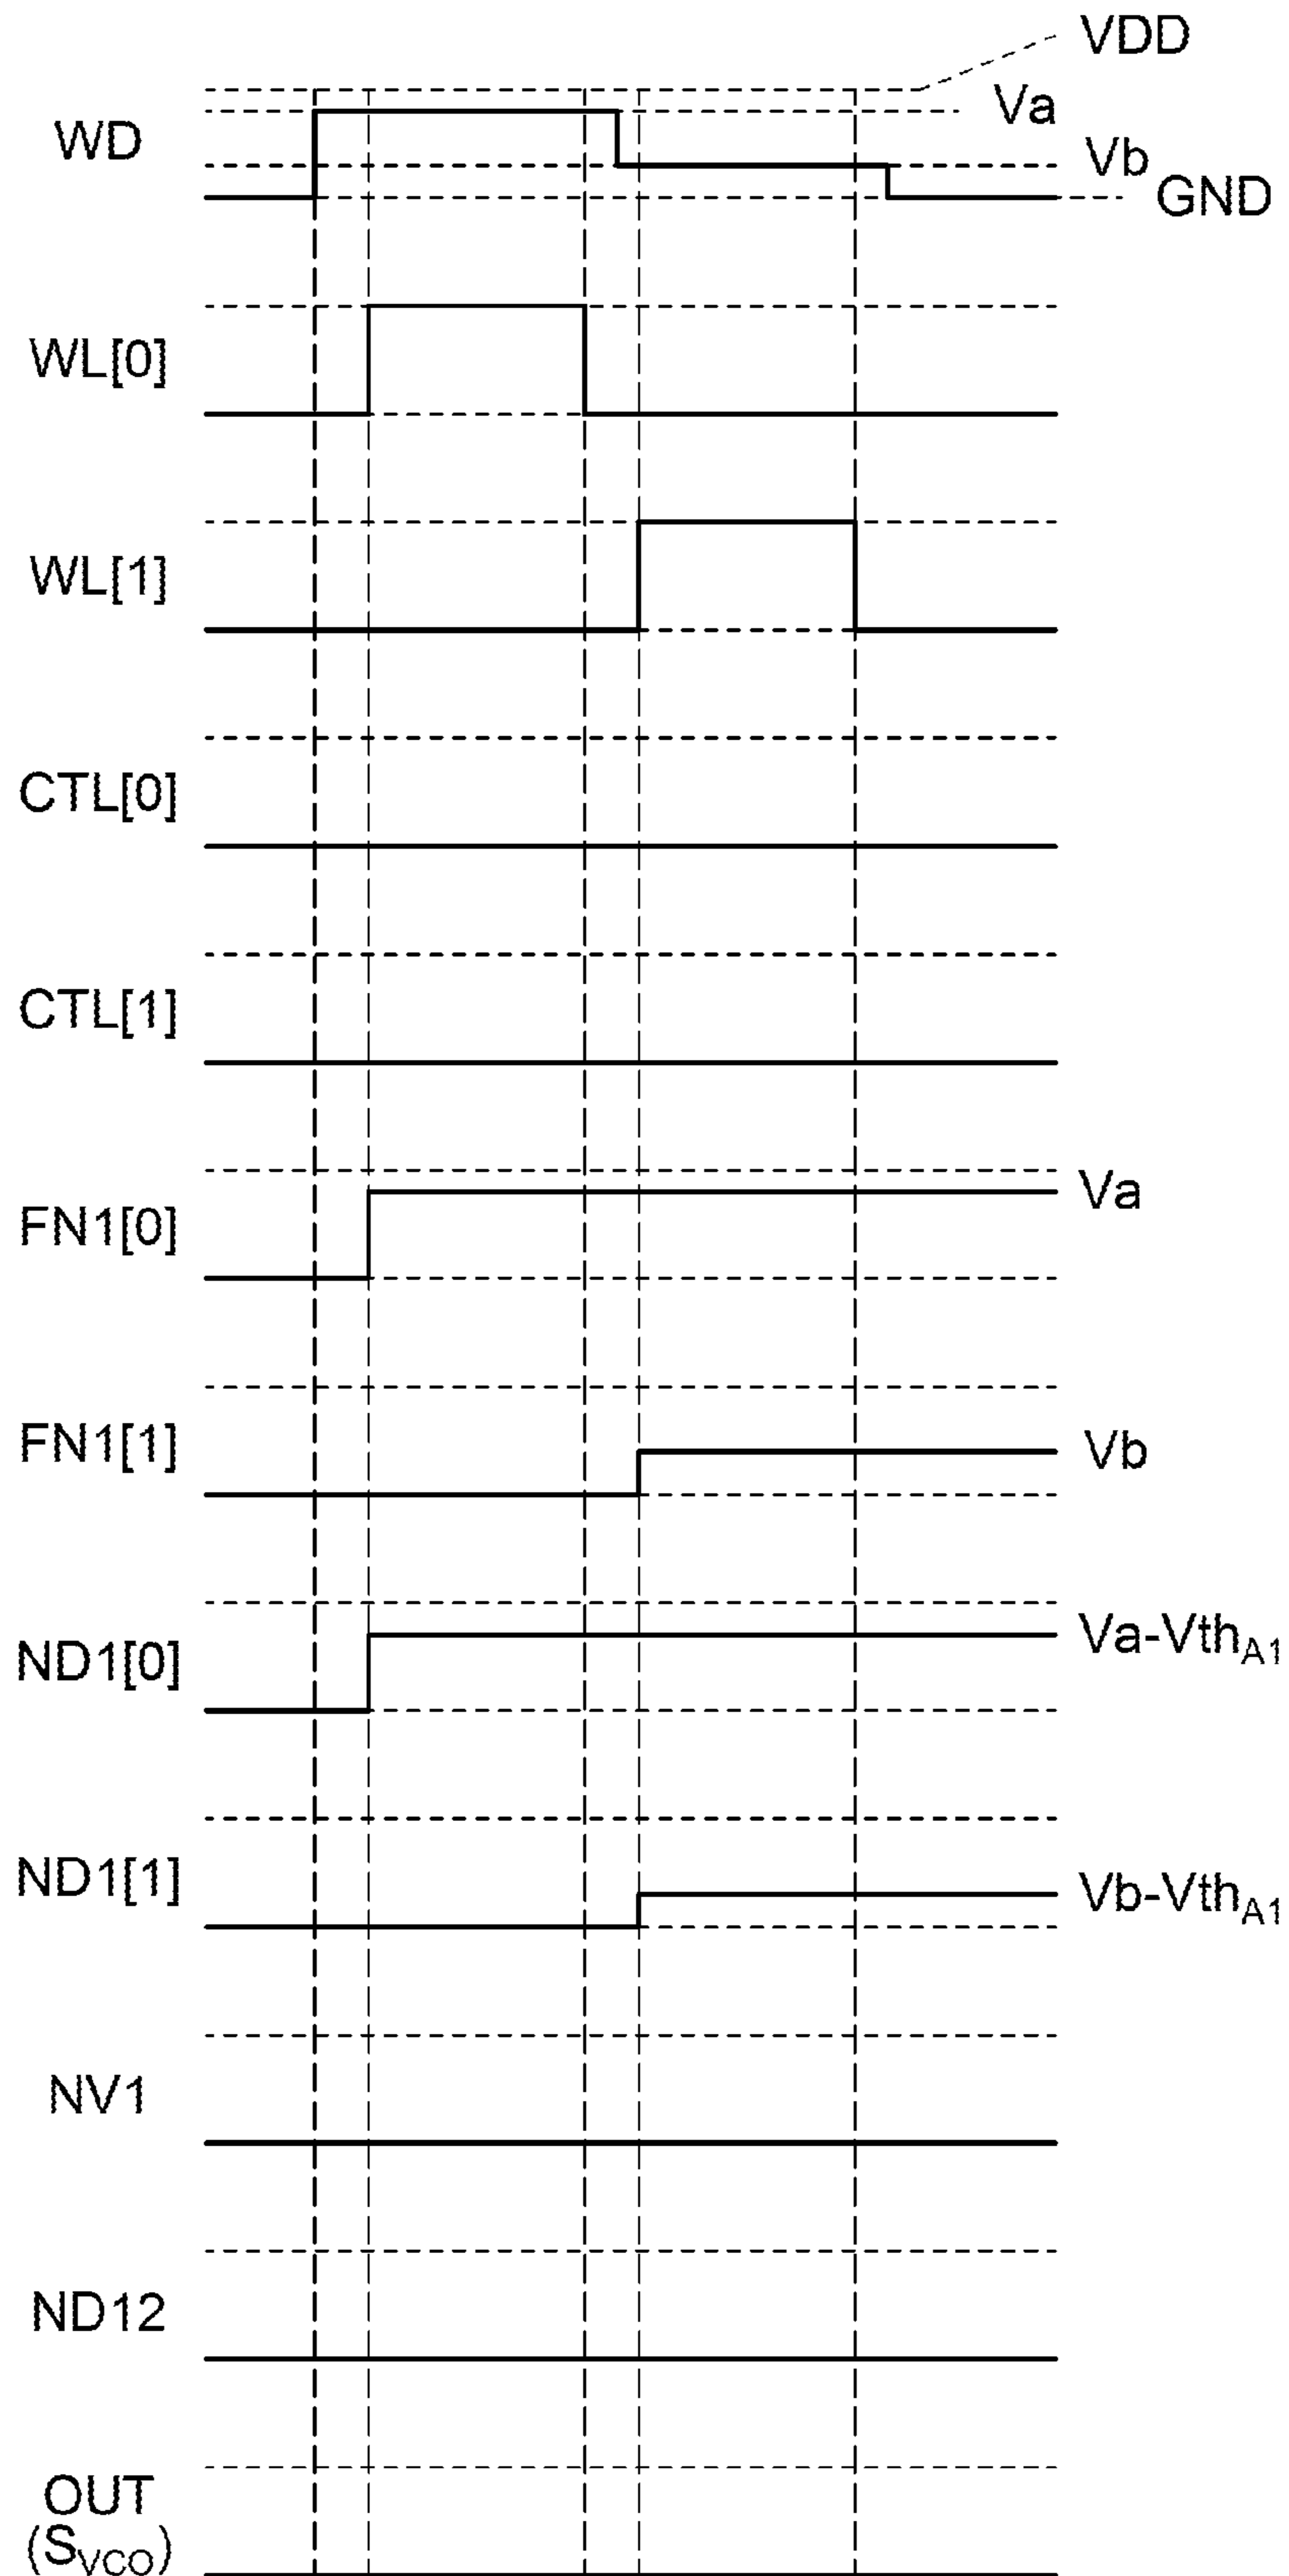 VDD
Va
WD
Vb
GND
WL[0]
WL[1]
CTL[0]
CTL[1]
Va
FN1[0]
FN1[1]
Vb
Va-VthA1
ND1[0]
ND1[1]
Vb-VthA1
NV1
ND12
OUT
(SVCO)